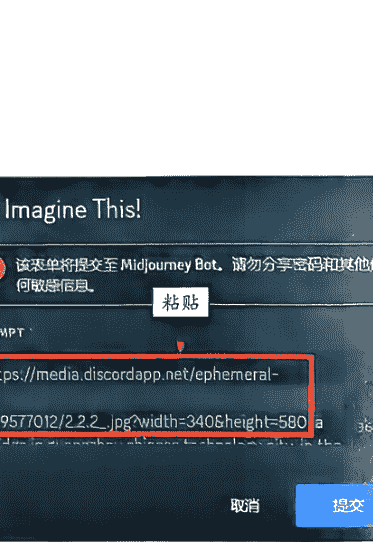 Imagine This!
该表单将提交至 Midjourney Bot。请勿分享密码和其他任
何敏感信息。
粘贴
MPT
tps://media.discordapp.net/ephemeral-
9577012/2.2.2_.jpg?width=340&height=580 a
取消
提交